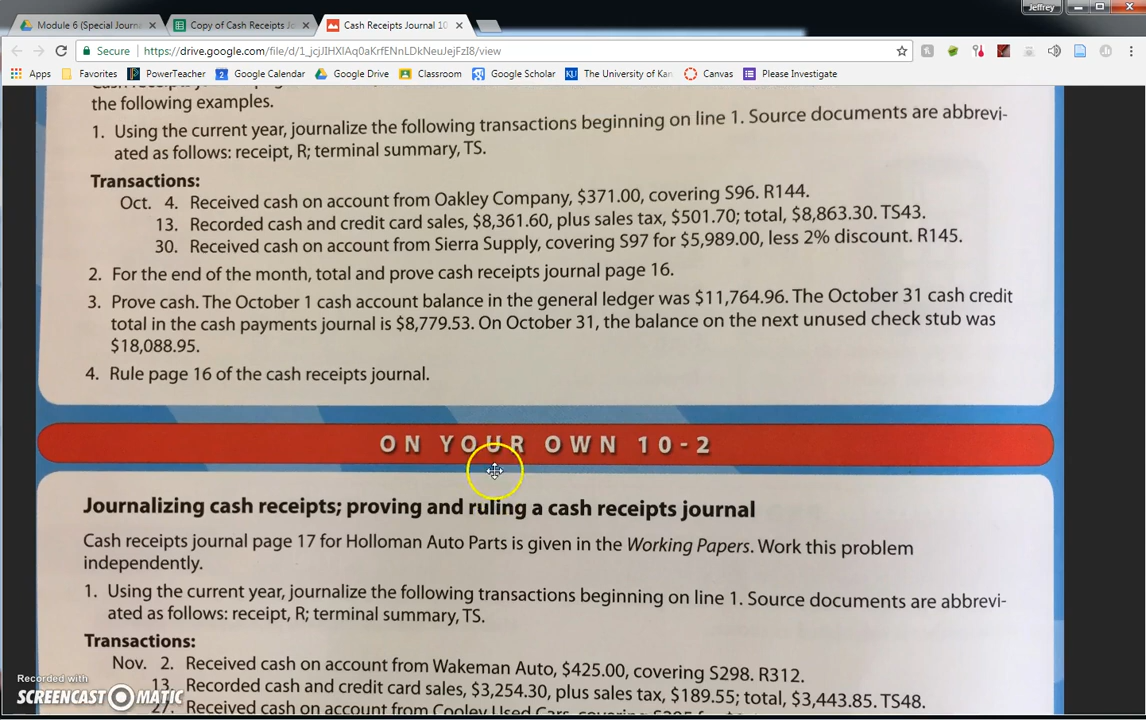 Jeffrey
Module 6 (Special Journ
Copy of Cash Receipts Jo
Cash Receipts Journal 10
Secure https://drive.google.com/file/d/1_jcjIHXIAq0aKrfENnLDkNeuJejFzI8/view
Apps Favorites PowerTeacher Google Calendar Google Drive Classroom Google Scholar The University of Kan Canvas Please Investigate
the following examples.
1. Using the current year, journalize the following transactions beginning on line 1. Source documents are abbrevi-
ated as follows: receipt, R; terminal summary, TS.
Transactions:
Oct. 4. Received cash on account from Oakley Company, $371.00, covering S96. R144.
13. Recorded cash and credit card sales, $8,361.60, plus sales tax, $501.70; total, $8,863.30. TS43.
30. Received cash on account from Sierra Supply, covering S97 for $5,989.00, less 2% discount. R145.
2. For the end of the month, total and prove cash receipts journal page 16.
3. Prove cash. The October 1 cash account balance in the general ledger was $11,764.96. The October 31 cash credit
total in the cash payments journal is $8,779.53. On October 31, the balance on the next unused check stub was
$18,088.95.
4. Rule page 16 of the cash receipts journal.
ON YOUR OWN 10-2
Journalizing cash receipts; proving and ruling a cash receipts journal
Cash receipts journal page 17 for Holloman Auto Parts is given in the Working Papers. Work this problem
independently.
1. Using the current year, journalize the following transactions beginning on line 1. Source documents are abbrevi-
ated as follows: receipt, R; terminal summary, TS.
Transactions:
Nov. 2. Received cash on account from Wakeman Auto, $425.00, covering S298. R312.
13. Recorded cash and credit card sales, $3,254.30, plus sales tax, $189.55; total, $3,443.85. TS48.
27. Received cash on account from Cooley Used Cars, covering
Recorded with
SCREENCAST MATIC